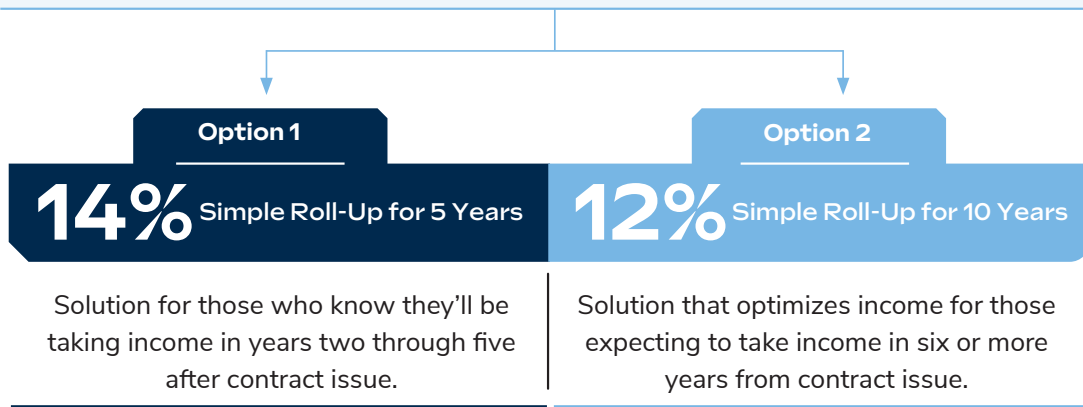 Option 1
14% Simple Roll-Up for 5 Years
Solution for those who know they’ll be
taking income in years two through five
after contract issue.
Option 2
12% Simple Roll-Up for 10 Years
Solution that optimizes income for those
expecting to take income in six or more
years from contract issue.